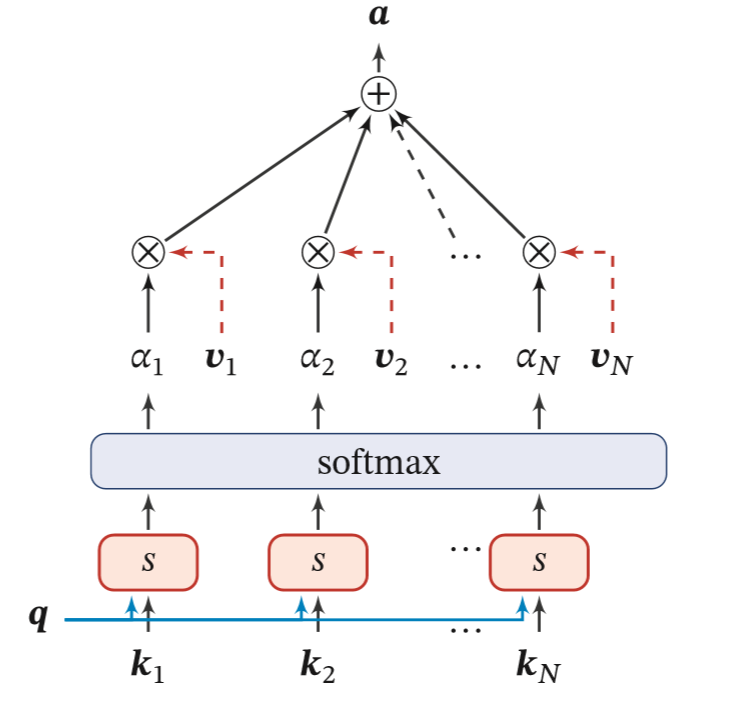 a
+
× × … ×
α1 v1 α2 v2 … αN vN
softmax
s s … s
q
…
k1 k2 kN